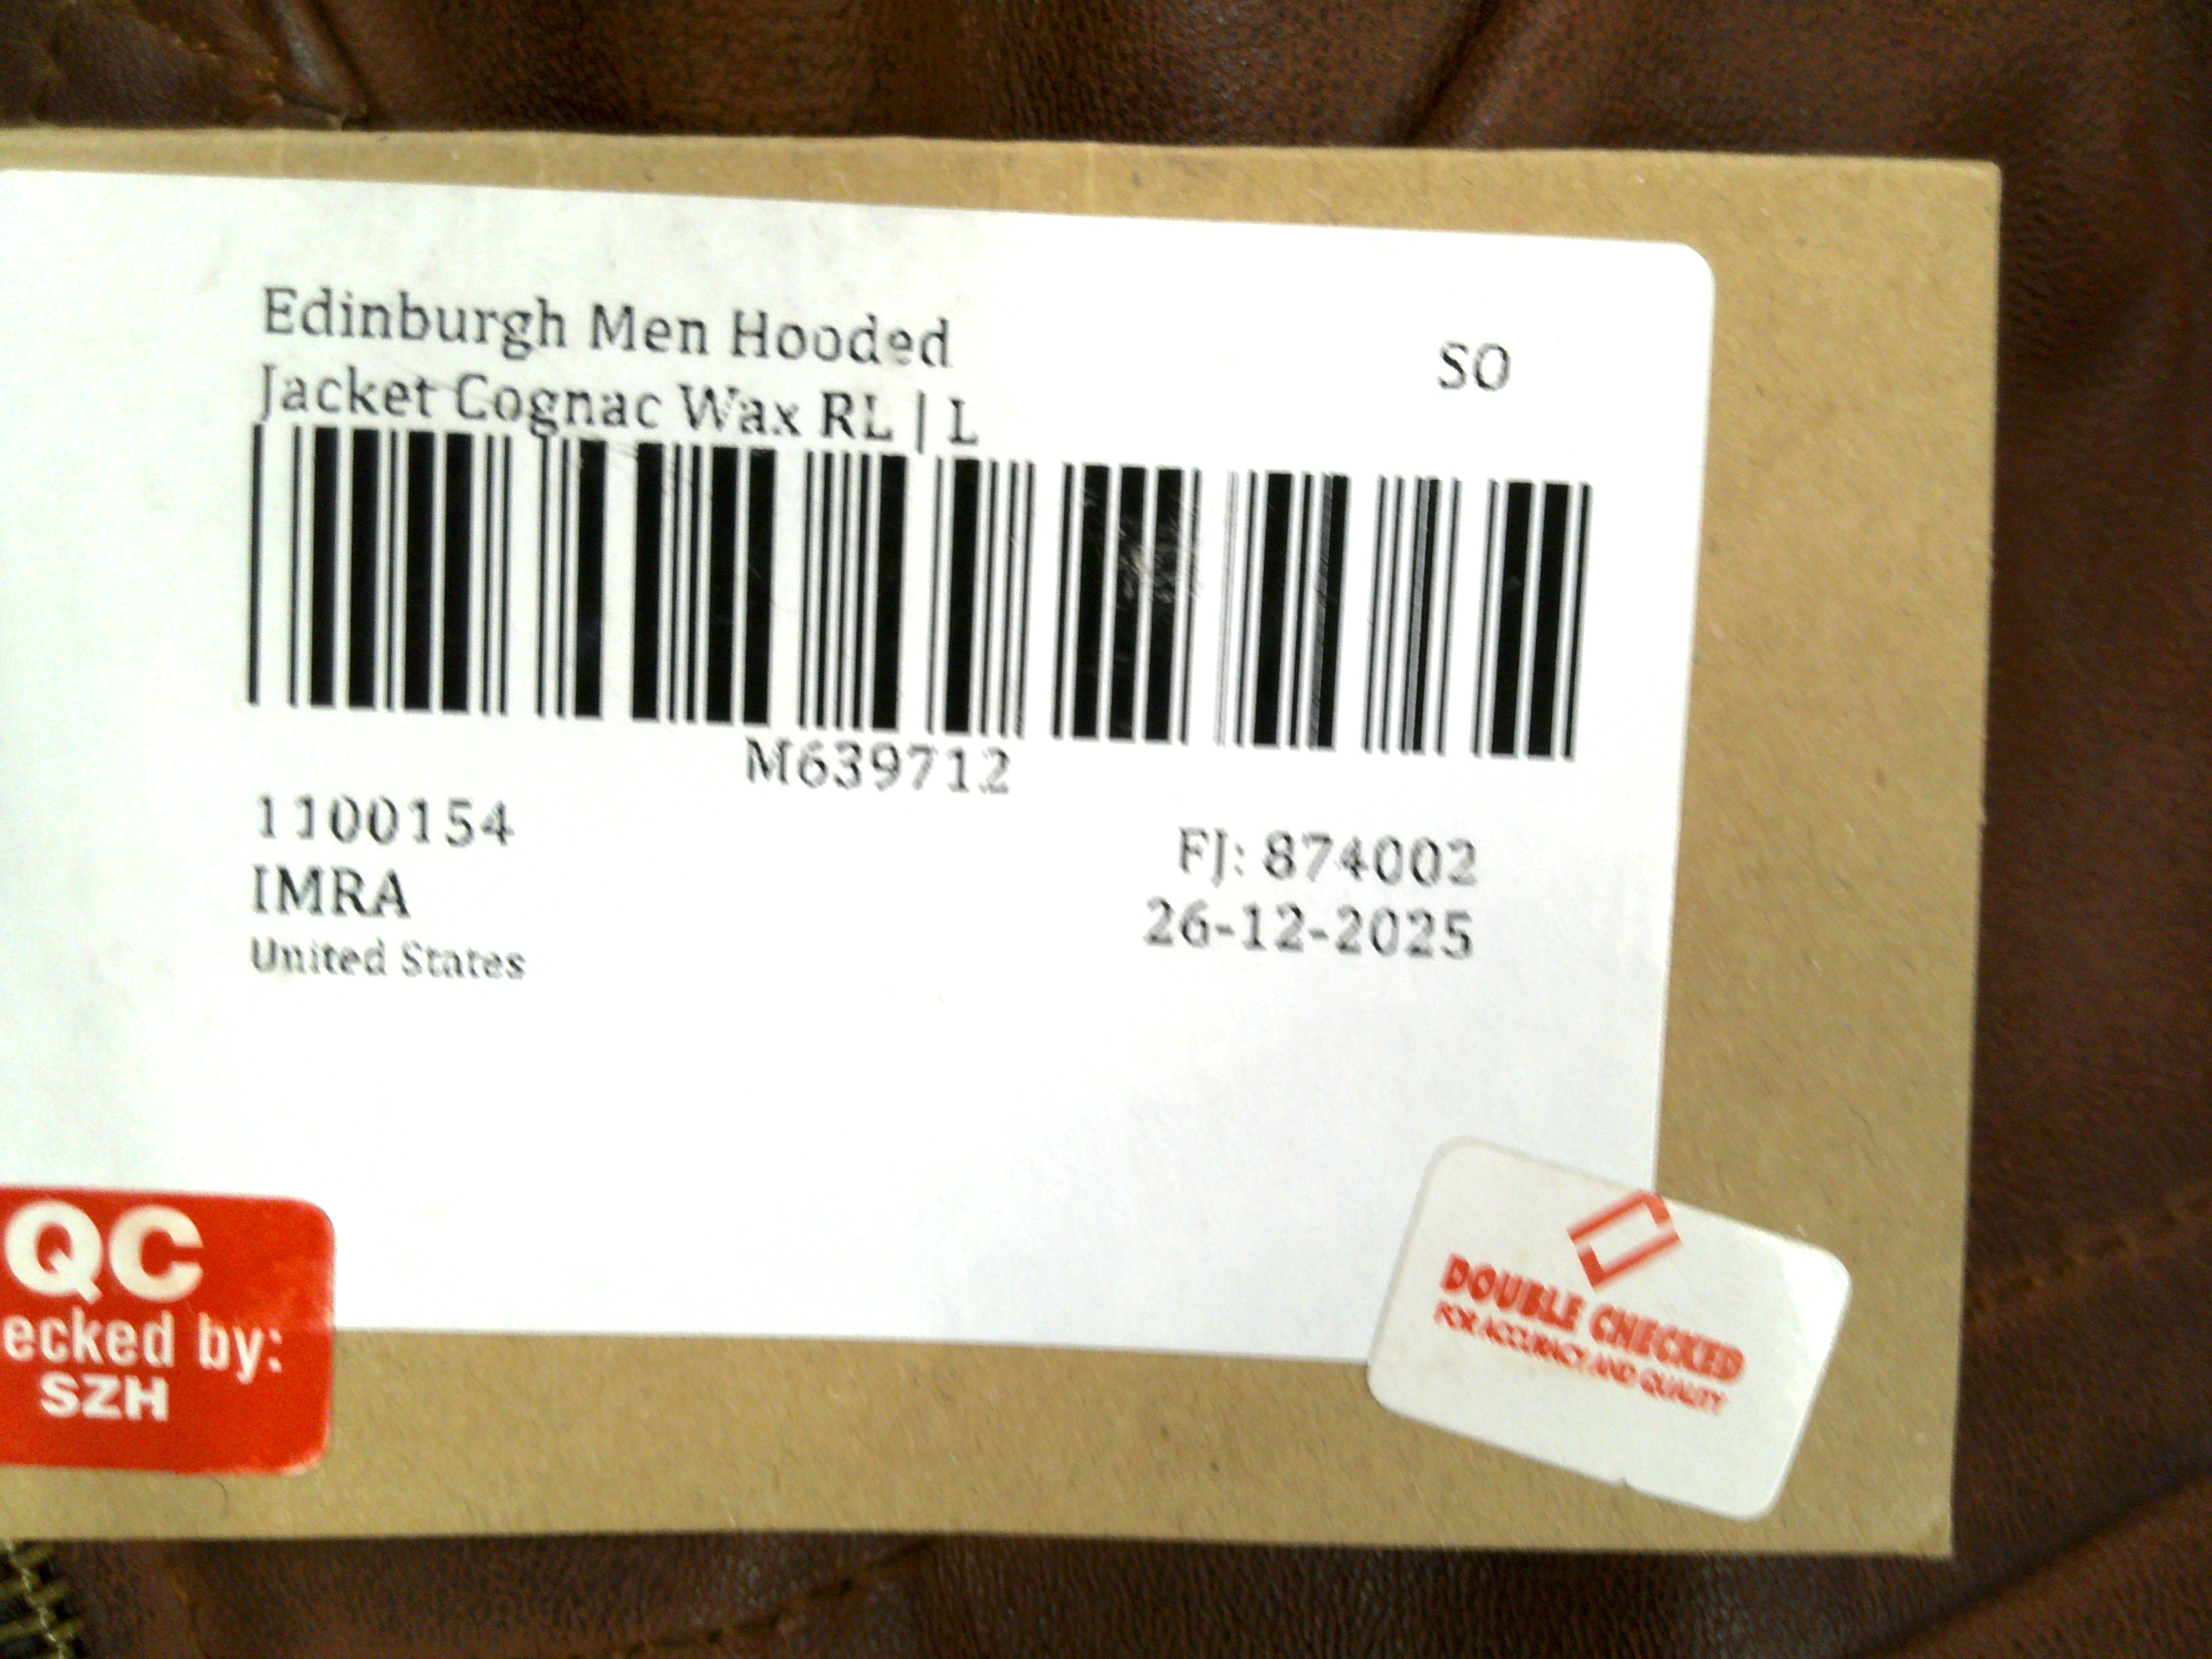 Edinburgh Men Hooded
Jacket Cognac Wax RL | L
SO
M639712
1100154
IMRA
United States
FJ: 874002
26-12-2025
QC
ecked by:
SZH
DOUBLE CHECKED
FOR ACCURACY AND QUALITY